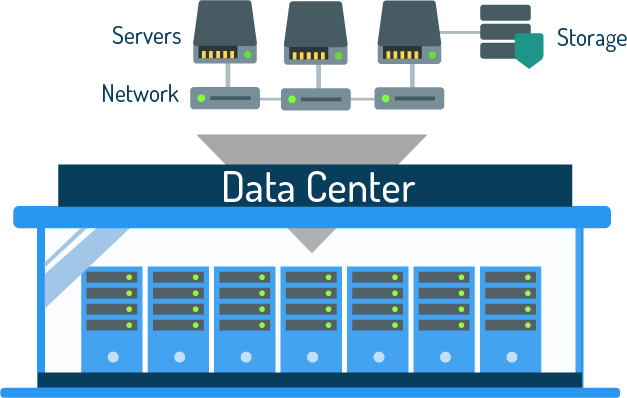 Servers
Storage
Network
Data Center